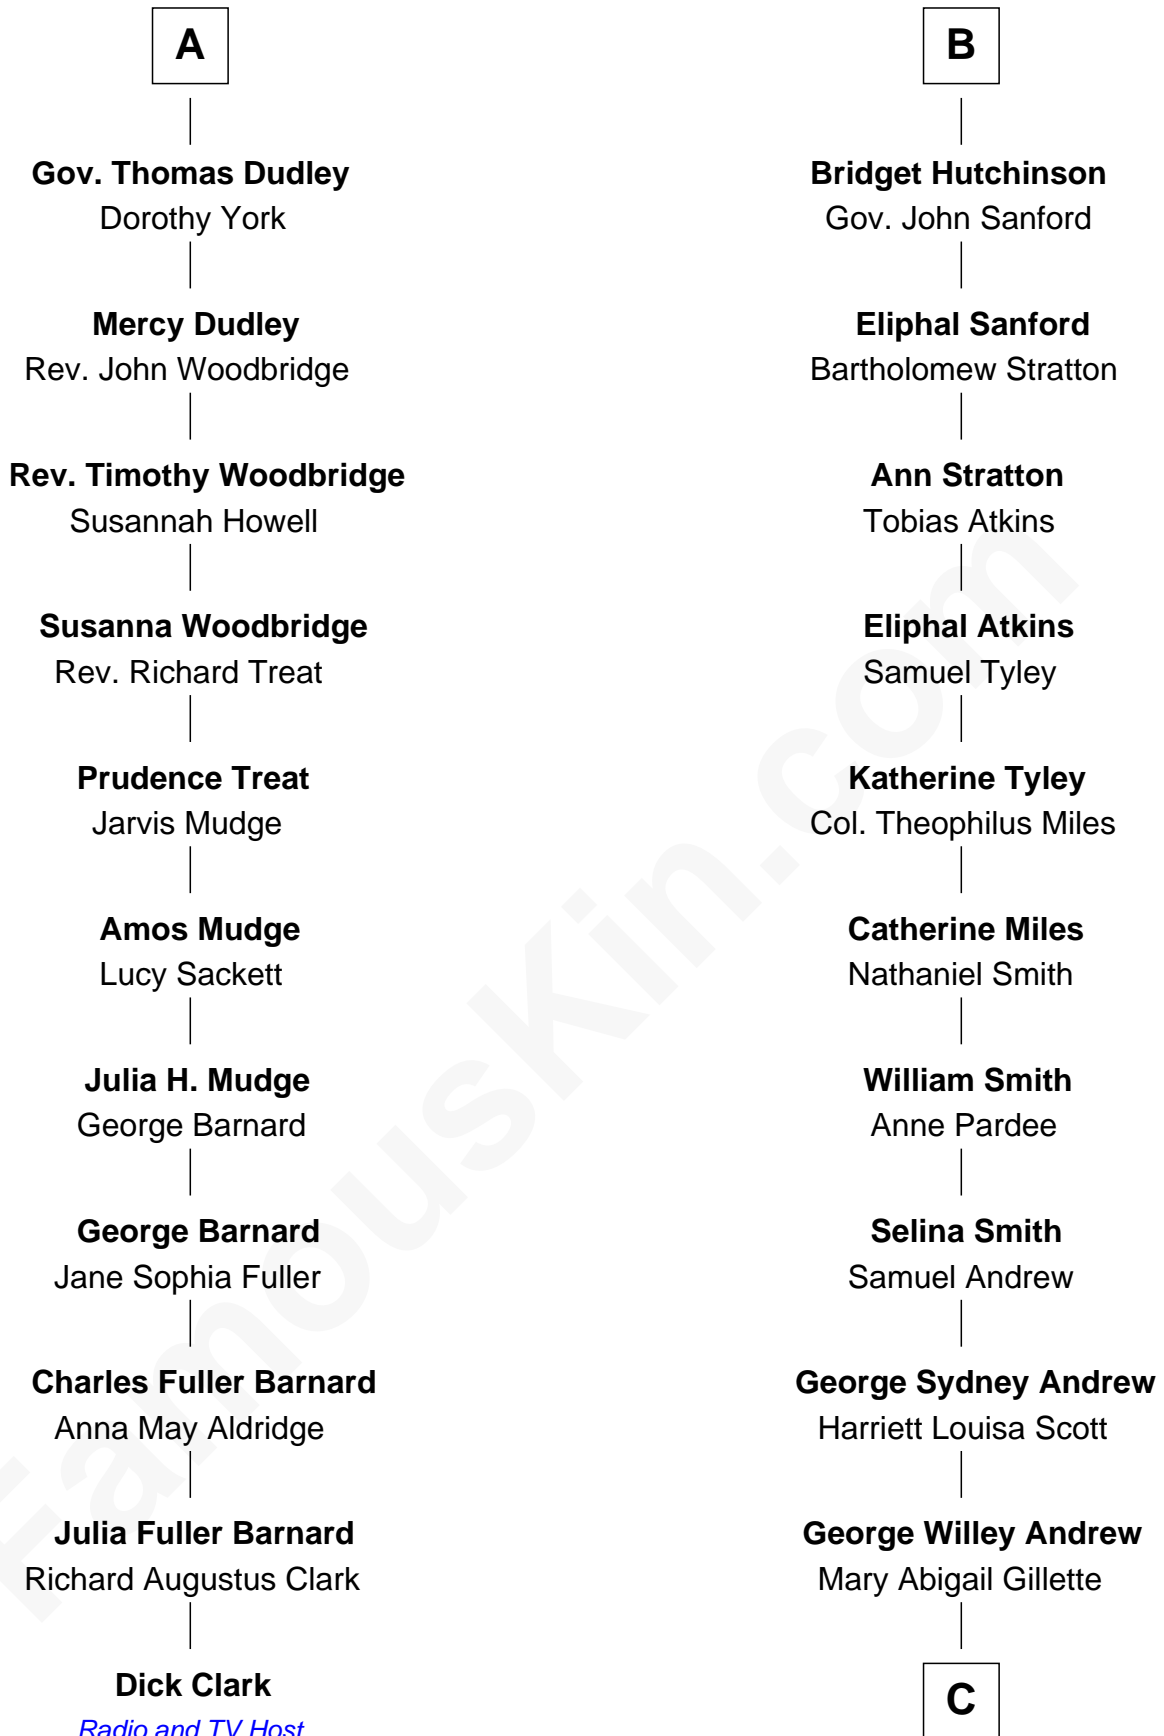 A
Gov. Thomas Dudley
Dorothy York
Mercy Dudley
Rev. John Woodbridge
Rev. Timothy Woodbridge
Susannah Howell
Susanna Woodbridge
Rev. Richard Treat
Prudence Treat
Jarvis Mudge
Amos Mudge
Lucy Sackett
Julia H. Mudge
George Barnard
George Barnard
Jane Sophia Fuller
Charles Fuller Barnard
Anna May Aldridge
Julia Fuller Barnard
Richard Augustus Clark
Dick Clark
Radio and TV Host
B
Bridget Hutchinson
Gov. John Sanford
Eliphal Sanford
Bartholomew Stratton
Ann Stratton
Tobias Atkins
Eliphal Atkins
Samuel Tyley
Katherine Tyley
Col. Theophilus Miles
Catherine Miles
Nathaniel Smith
William Smith
Anne Pardee
Selina Smith
Samuel Andrew
George Sydney Andrew
Harriett Louisa Scott
George Willey Andrew
Mary Abigail Gillette
C
FamousKin.com